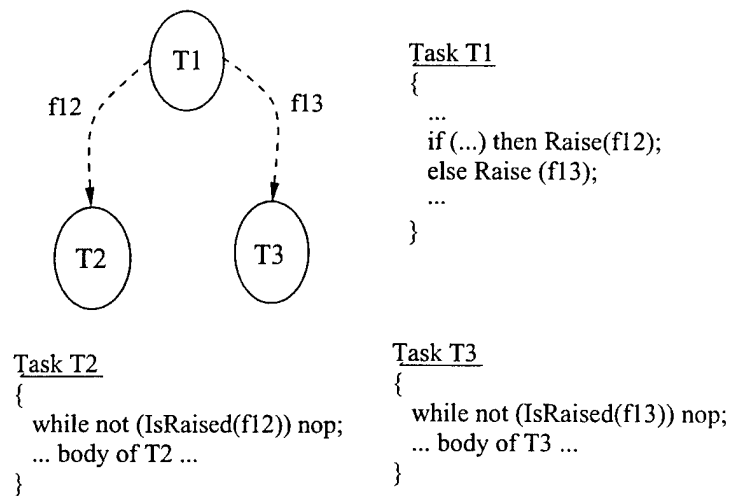 T1
f12
f13
T2
T3
Task T1
{
...
if (...) then Raise(f12);
else Raise (f13);
...
}
Task T2
{
while not (IsRaised(f12)) nop;
... body of T2 ...
}
Task T3
{
while not (IsRaised(f13)) nop;
... body of T3 ...
}